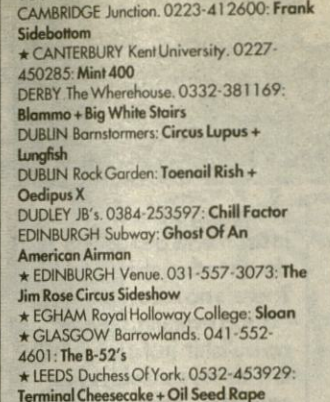 CAMBRIDGE Junction. 0223-412600: Frank
Sidebottom
★ CANTERBURY Kent University. 0227-
450285: Mint 400
DERBY The Wherehouse. 0332-381169:
Blammo + Big White Stairs
DUBLIN Barnstormers: Circus Lupus +
Lungfish
DUBLIN Rock Garden: Toenail Rish +
Oedipus X
DUDLEY JB's. 0384-253597: Chill Factor
EDINBURGH Subway: Ghost Of An
American Airman
★ EDINBURGH Venue. 031-557-3073: The
Jim Rose Circus Sideshow
★ EGHAM Royal Holloway College: Sloan
★ GLASGOW Barrowlands. 041-552-
4601: The B-52's
★ LEEDS Duchess Of York. 0532-453929:
Terminal Cheesecake + Oil Seed Rape